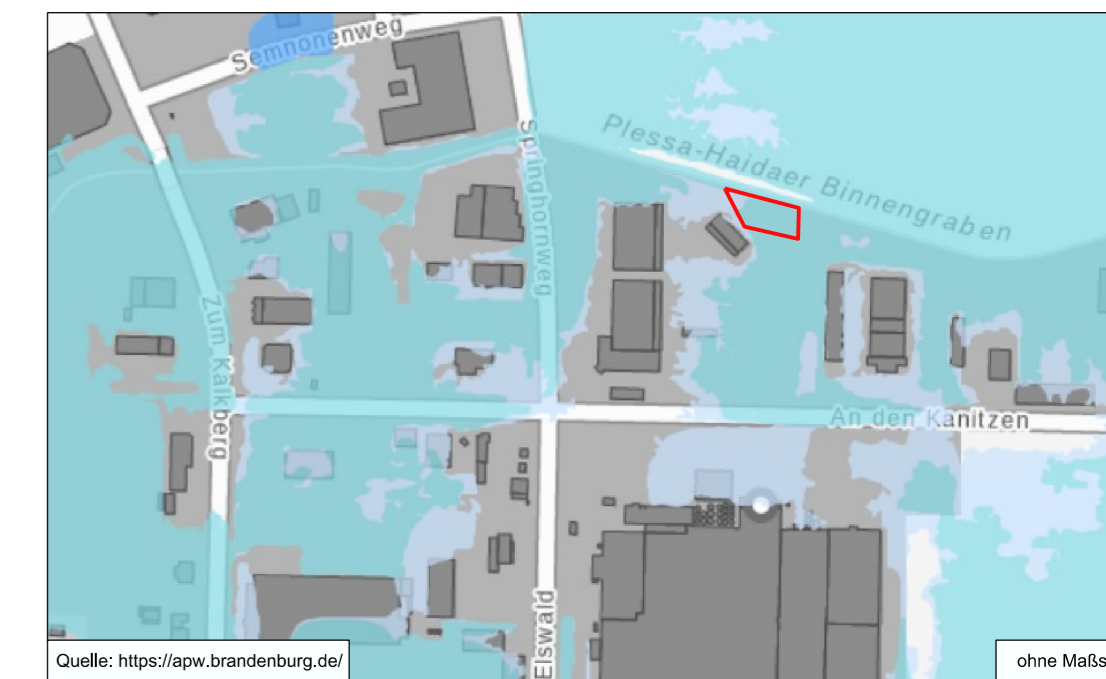 Semnonenweg
Springhornweg
Plessa-Haidaer Binnengraben
Zum Kalkberg
An den Kanitzen
Elswald
Quelle: https://apw.brandenburg.de/
ohne Maßs